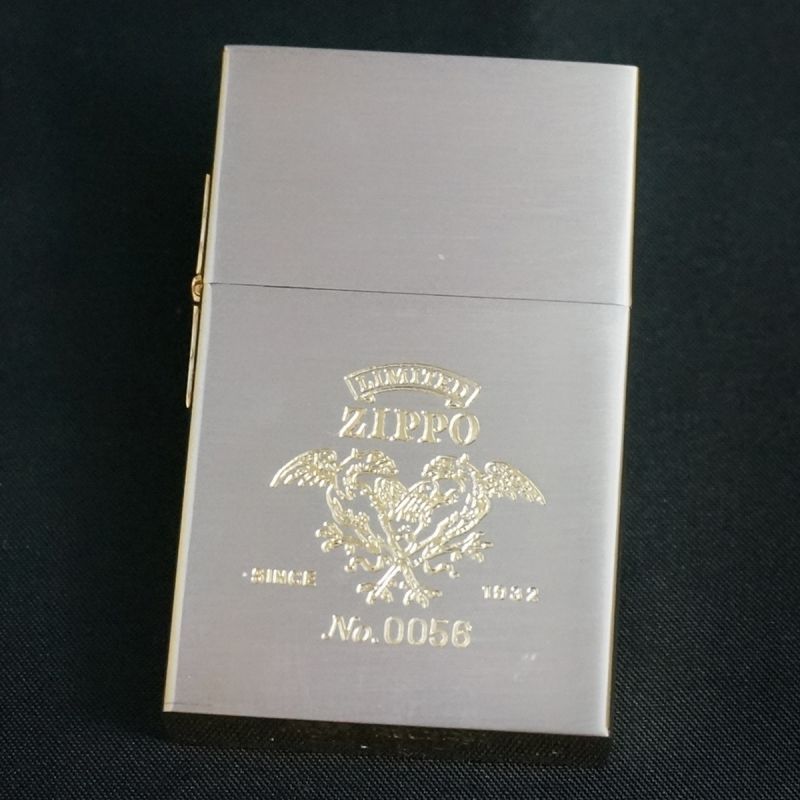 LIMITED
ZIPPO
SINCE 1932
No. 0056